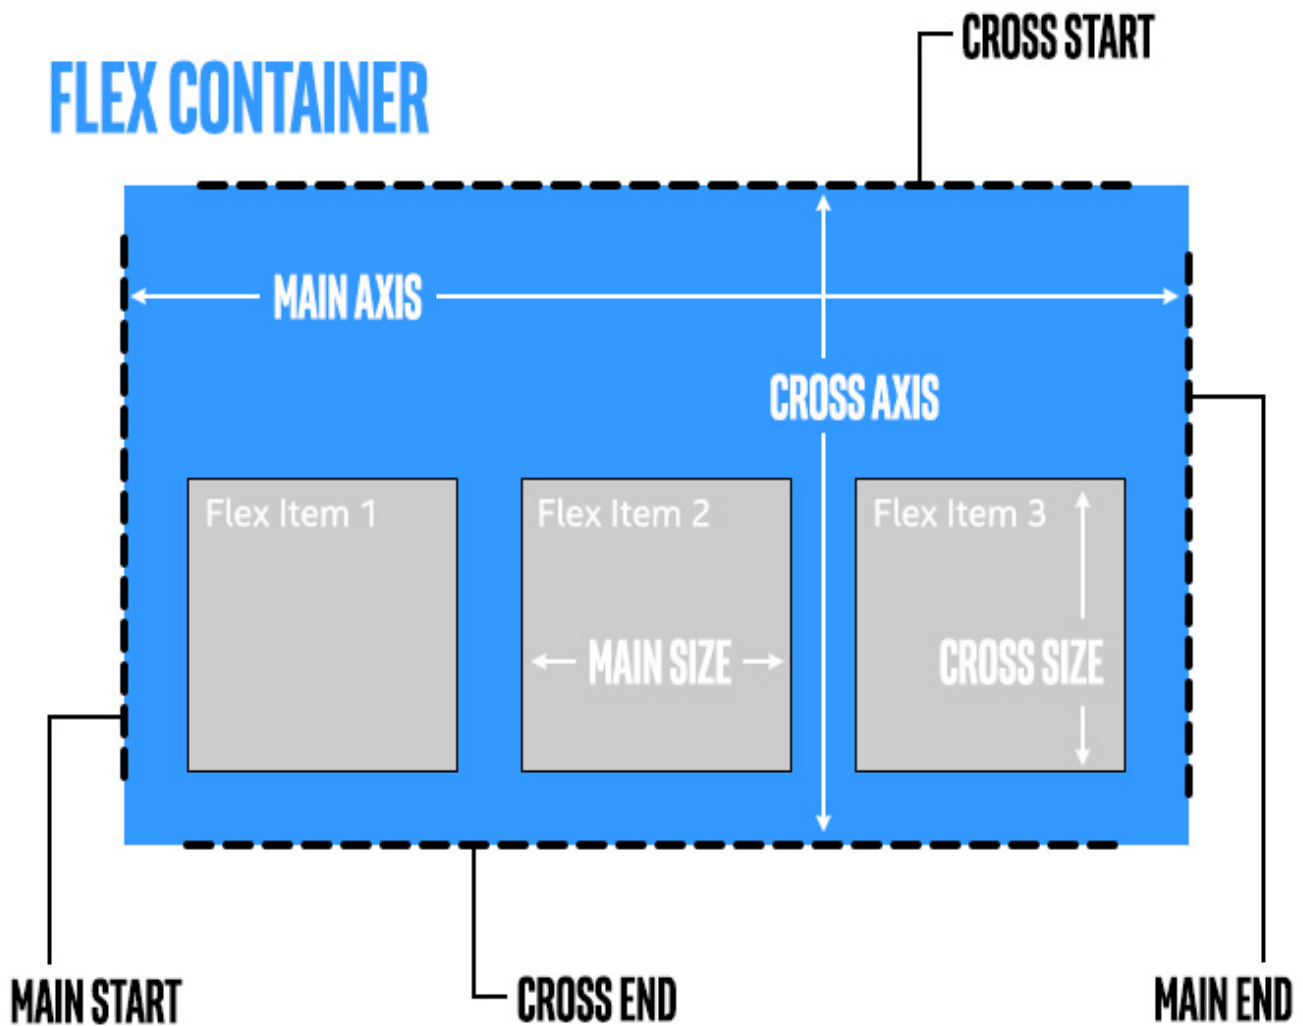 CROSS START
FLEX CONTAINER
MAIN AXIS
CROSS AXIS
Flex Item 1
Flex Item 2
Flex Item 3
MAIN SIZE
CROSS SIZE
MAIN START
CROSS END
MAIN END